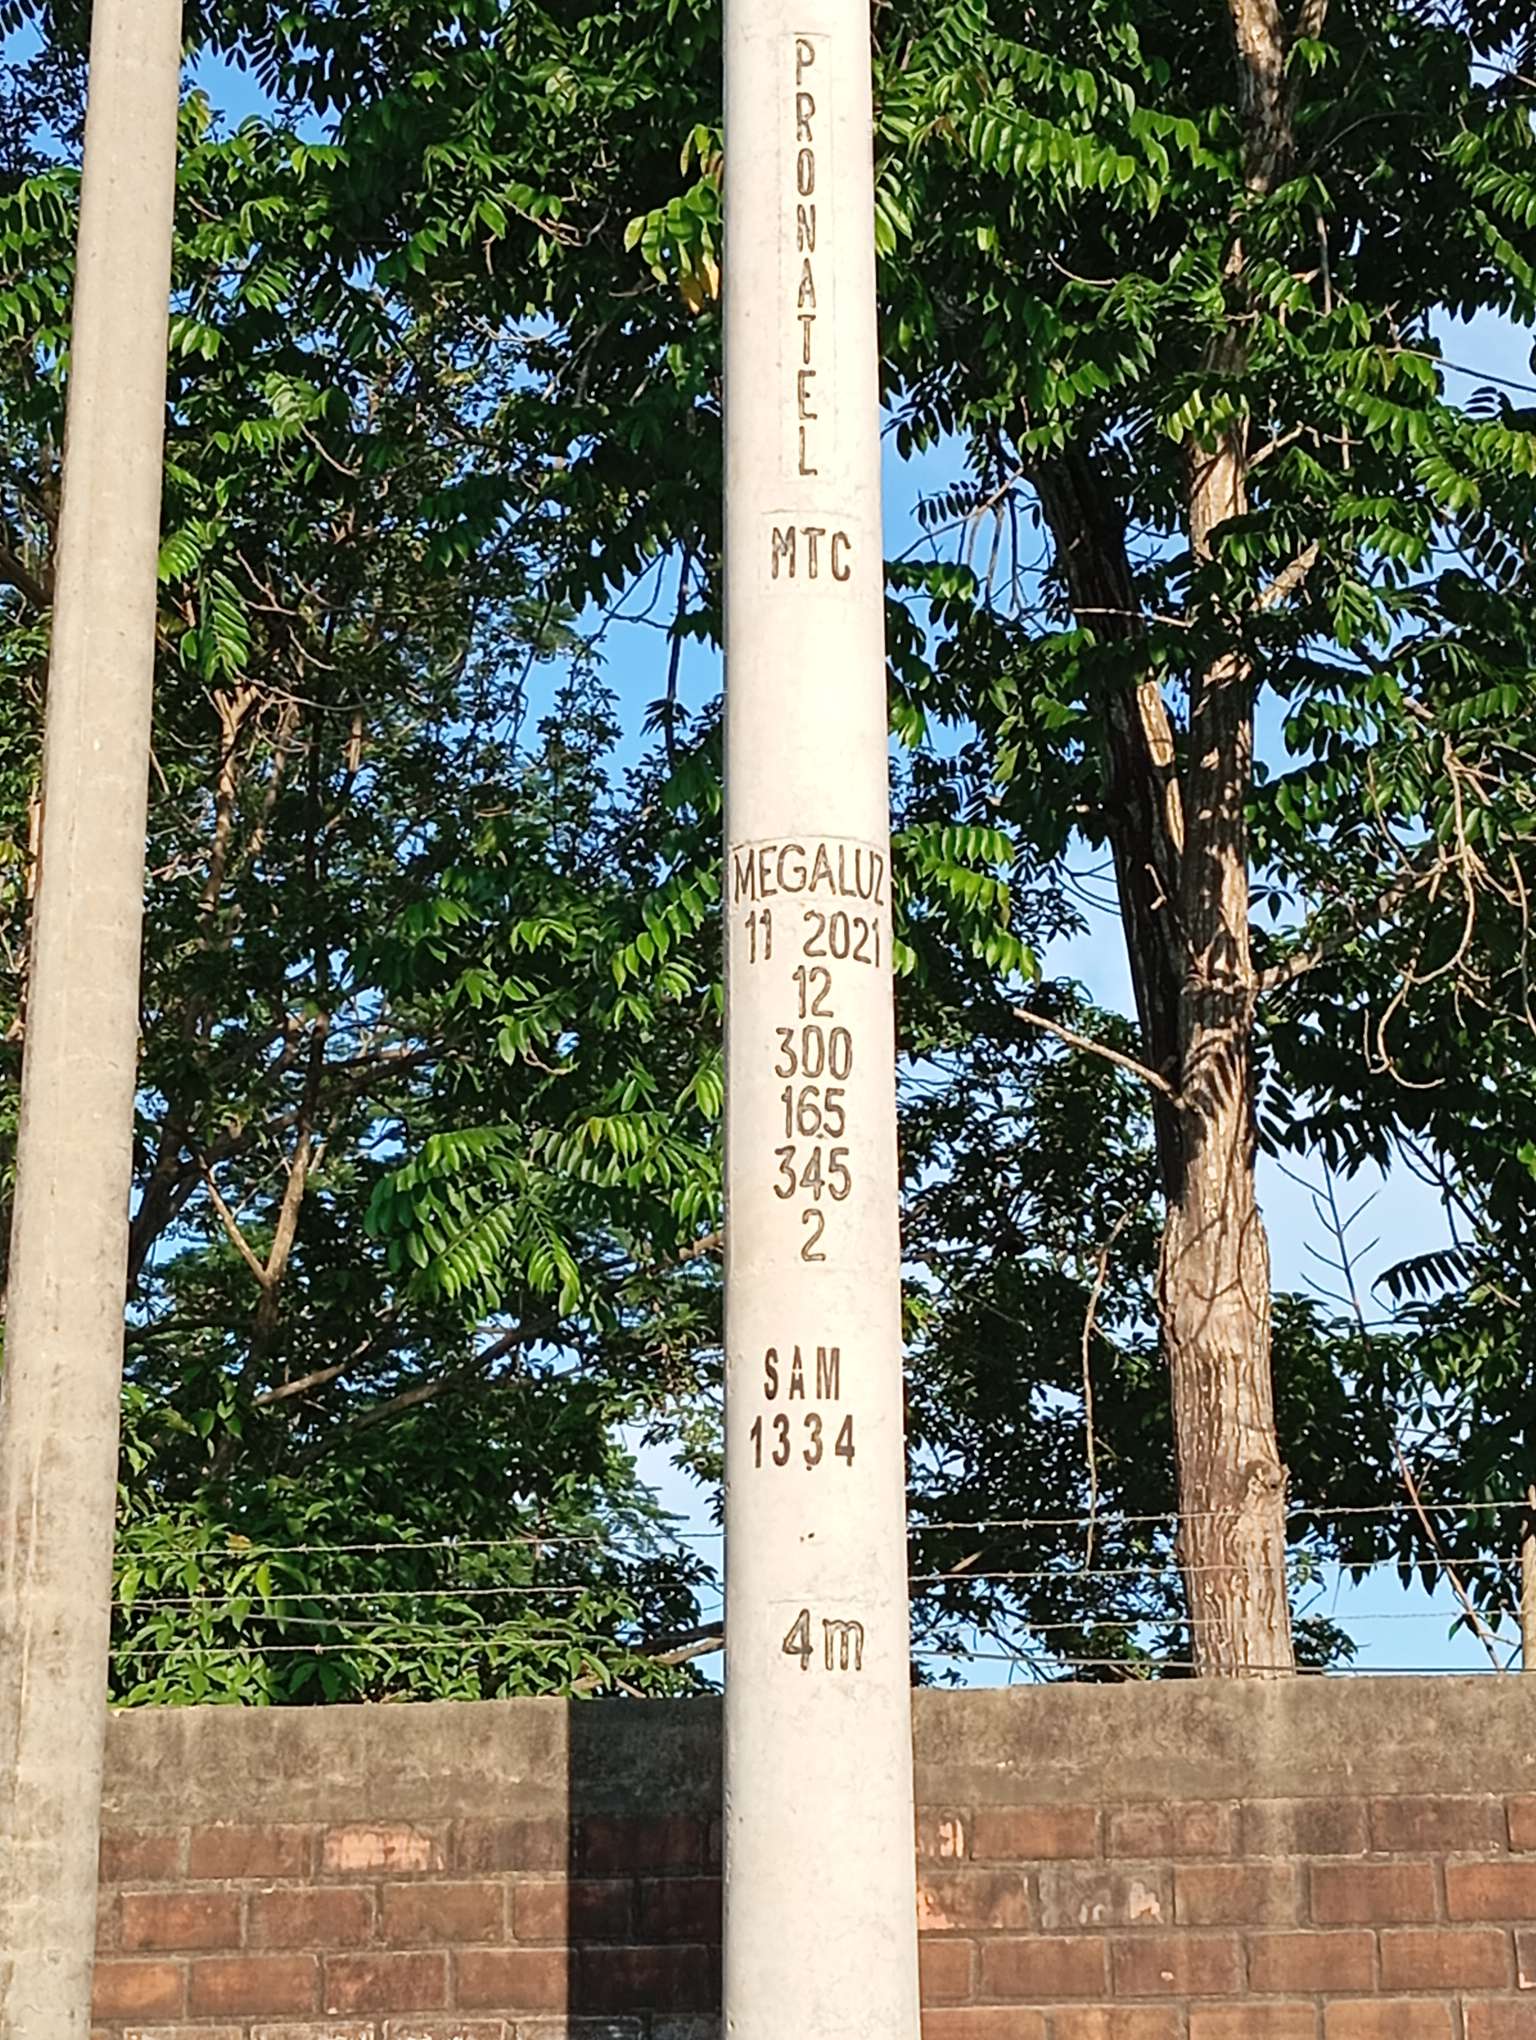 PRONATEL
MTC
MEGALUZ
11 2021
12
300
165
345
2
SAM
1334
4m